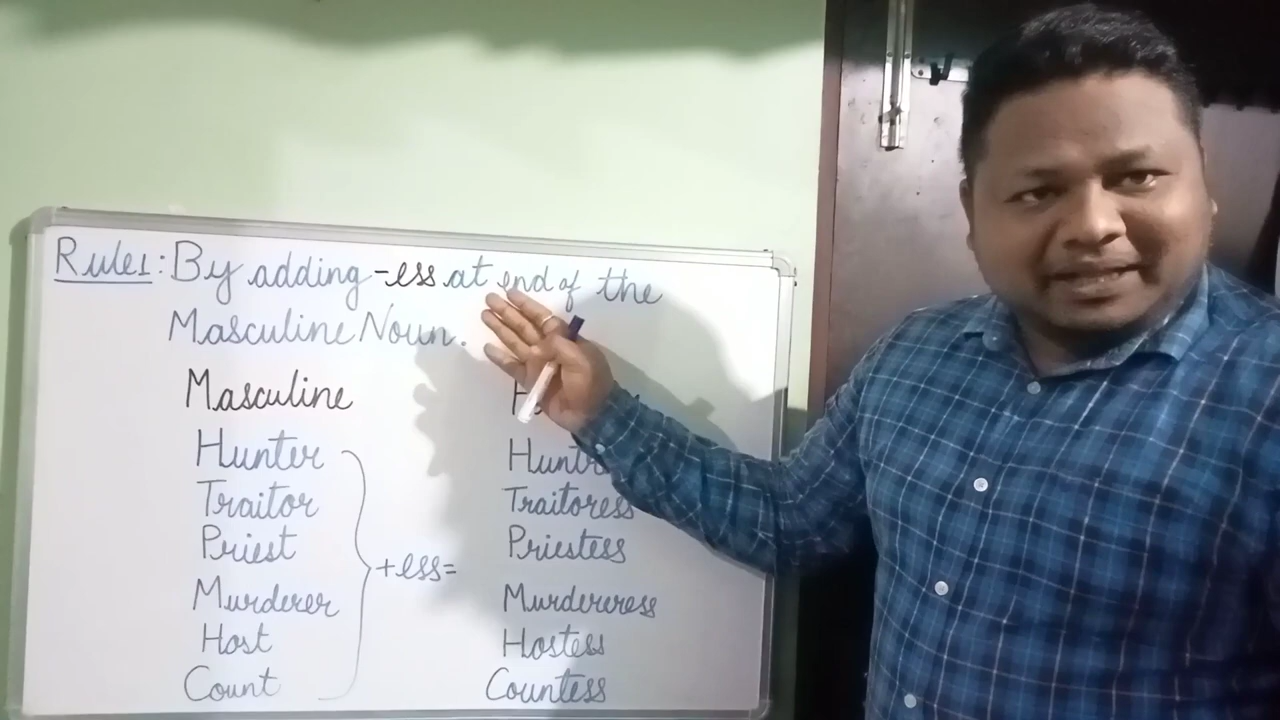 Rule1: By adding -ess at end of the
Masculine Noun.
Masculine
Hunter
Traitor Traitoress
Priest Priestess
+ess=
Murderer Murdereress
Host Hostess
Count Countess